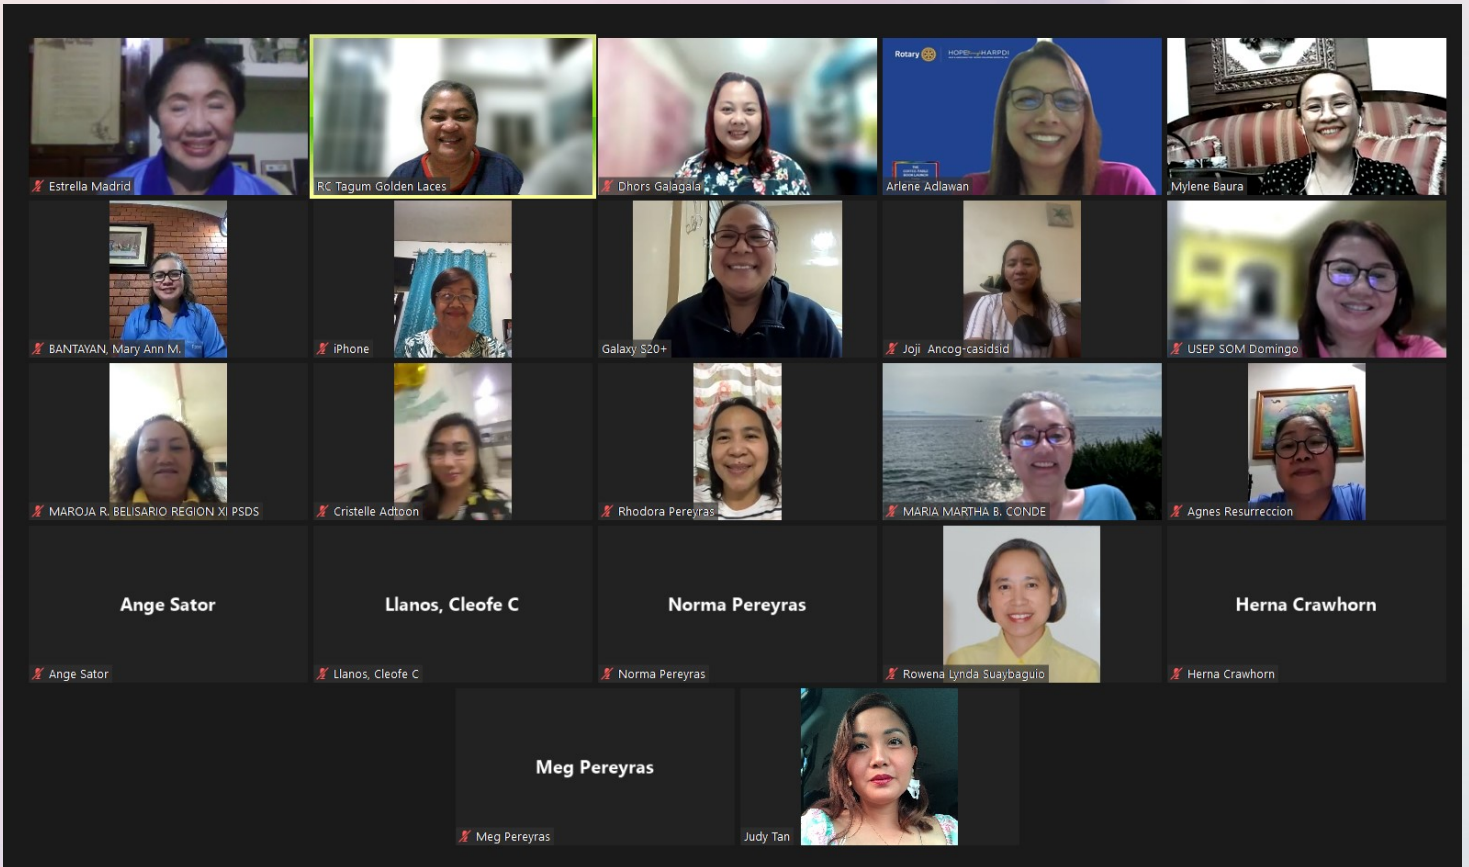 Estrella Madrid
RC Tagum Golden Laces
Dhors Galagala
Rotary
Arlene Adlawan
Mylene Baura
BANTAYAN, Mary Ann M.
iPhone
Galaxy S20+
Joji Ancog-casidsid
USEP SOM Domingo
MAROJA R. BELISARIO REGION XI PSDS
Cristelle Adtoon
Rhodora Pereyras
MARIA MARTHA B. CONDE
Agnes Resurreccion
Ange Sator
Ange Sator
Llanos, Cleofe C
Llanos, Cleofe C
Norma Pereyras
Norma Pereyras
Rowena Lynda Suaybaguio
Herna Crawhorn
Herna Crawhorn
Meg Pereyras
Meg Pereyras
Judy Tan